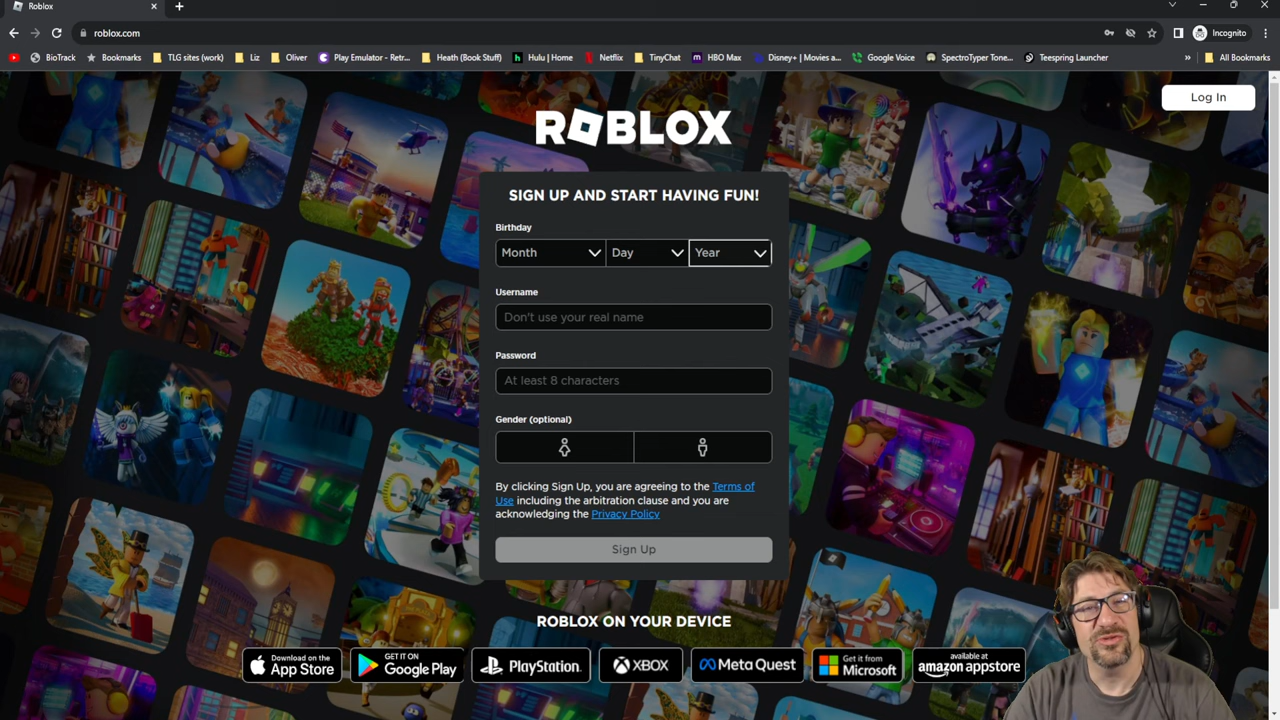 Roblox
roblox.com
Incognito
BioTrack
Bookmarks
TLG sites (work)
Liz
Oliver
Play Emulator - Retr...
Heath (Book Stuff)
Hulu | Home
Netflix
TinyChat
HBO Max
Disney+ | Movies a...
Google Voice
SpectroTyper Tone...
Teespring Launcher
»
All Bookmarks
Log In
ROBLOX
SIGN UP AND START HAVING FUN!
Birthday
Month
Day
Year
Username
Don't use your real name
Password
At least 8 characters
Gender (optional)
By clicking Sign Up, you are agreeing to the Terms of
Use including the arbitration clause and you are
acknowledging the Privacy Policy
Sign Up
ROBLOX ON YOUR DEVICE
Download on the
App Store
GET IT ON
Google Play
PlayStation.
XBOX
Meta Quest
Get it from
Microsoft
available at
amazon appstore